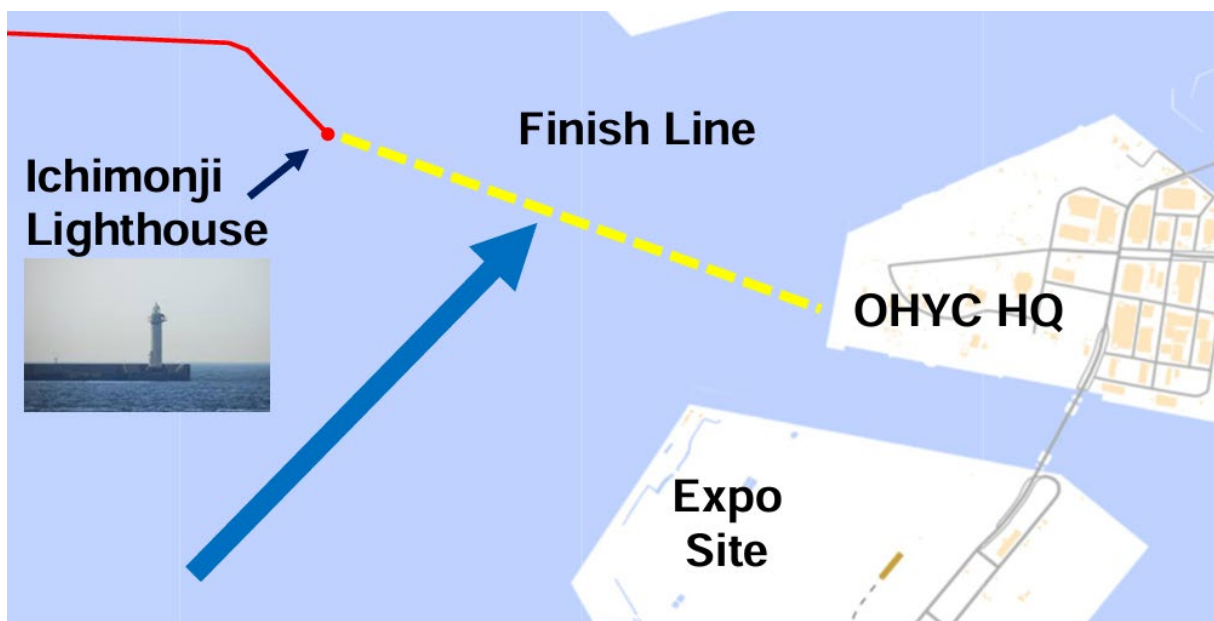 Finish Line
Ichimonji
Lighthouse
OHYC HQ
Expo
Site